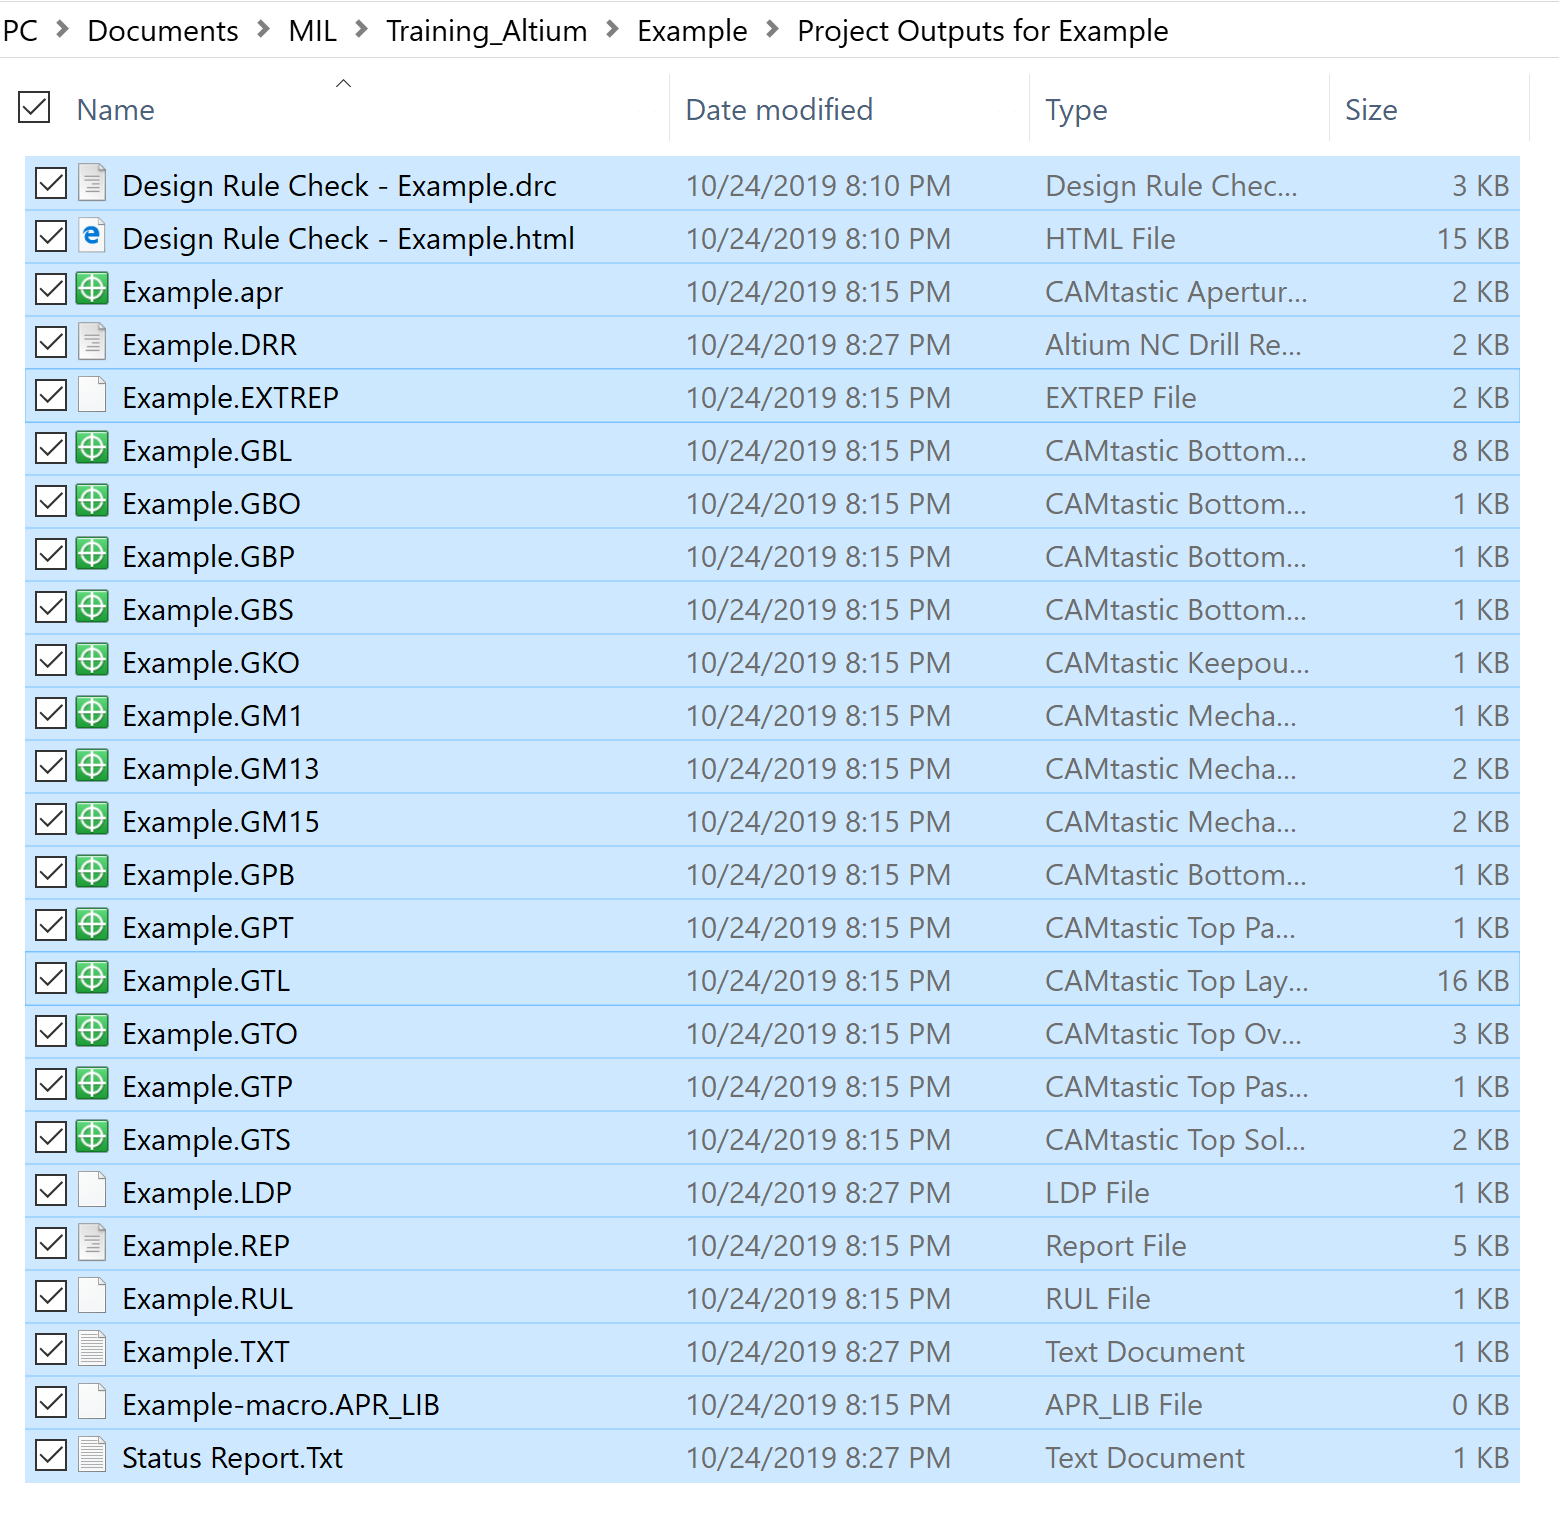 PC > Documents > MIL > Training_Altium > Example > Project Outputs for Example
Name Date modified Type Size
Design Rule Check - Example.drc 10/24/2019 8:10 PM Design Rule Chec... 3 KB
Design Rule Check - Example.html 10/24/2019 8:10 PM HTML File 15 KB
Example.apr 10/24/2019 8:15 PM CAMtastic Apertur... 2 KB
Example.DRR 10/24/2019 8:27 PM Altium NC Drill Re... 2 KB
Example.EXTREP 10/24/2019 8:15 PM EXTREP File 2 KB
Example.GBL 10/24/2019 8:15 PM CAMtastic Bottom... 8 KB
Example.GBO 10/24/2019 8:15 PM CAMtastic Bottom... 1 KB
Example.GBP 10/24/2019 8:15 PM CAMtastic Bottom... 1 KB
Example.GBS 10/24/2019 8:15 PM CAMtastic Bottom... 1 KB
Example.GKO 10/24/2019 8:15 PM CAMtastic Keepou... 1 KB
Example.GM1 10/24/2019 8:15 PM CAMtastic Mecha... 1 KB
Example.GM13 10/24/2019 8:15 PM CAMtastic Mecha... 2 KB
Example.GM15 10/24/2019 8:15 PM CAMtastic Mecha... 2 KB
Example.GPB 10/24/2019 8:15 PM CAMtastic Bottom... 1 KB
Example.GPT 10/24/2019 8:15 PM CAMtastic Top Pa... 1 KB
Example.GTL 10/24/2019 8:15 PM CAMtastic Top Lay... 16 KB
Example.GTO 10/24/2019 8:15 PM CAMtastic Top Ov... 3 KB
Example.GTP 10/24/2019 8:15 PM CAMtastic Top Pas... 1 KB
Example.GTS 10/24/2019 8:15 PM CAMtastic Top Sol... 2 KB
Example.LDP 10/24/2019 8:27 PM LDP File 1 KB
Example.REP 10/24/2019 8:15 PM Report File 5 KB
Example.RUL 10/24/2019 8:15 PM RUL File 1 KB
Example.TXT 10/24/2019 8:27 PM Text Document 1 KB
Example-macro.APR_LIB 10/24/2019 8:15 PM APR_LIB File 0 KB
Status Report.Txt 10/24/2019 8:27 PM Text Document 1 KB